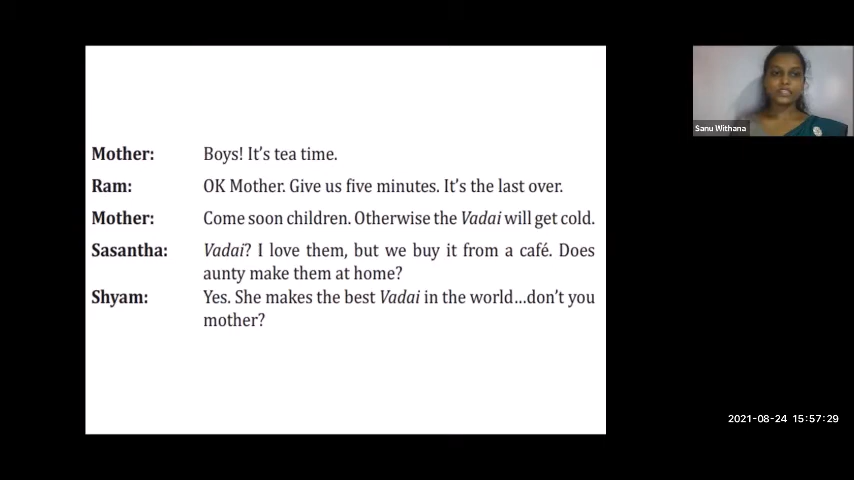 Mother: Boys! It's tea time.
Ram: OK Mother. Give us five minutes. It's the last over.
Mother: Come soon children. Otherwise the Vadai will get cold.
Sasantha: Vadai? I love them, but we buy it from a café. Does
aunty make them at home?
Shyam: Yes. She makes the best Vadai in the world...don't you
mother?
Sanu Withana
2021-08-24 15:57:29